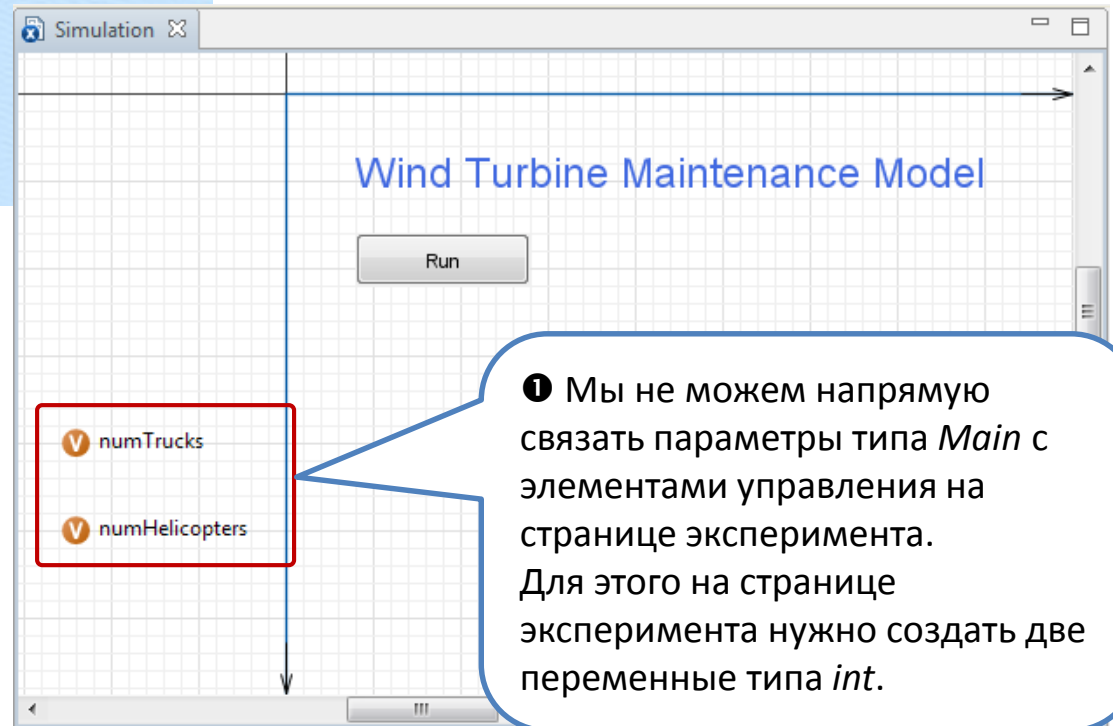 Simulation
Wind Turbine Maintenance Model
Run
numTrucks
numHelicopters
❶ Мы не можем напрямую
связать параметры типа Main с
элементами управления на
странице эксперимента.
Для этого на странице
эксперимента нужно создать две
переменные типа int.